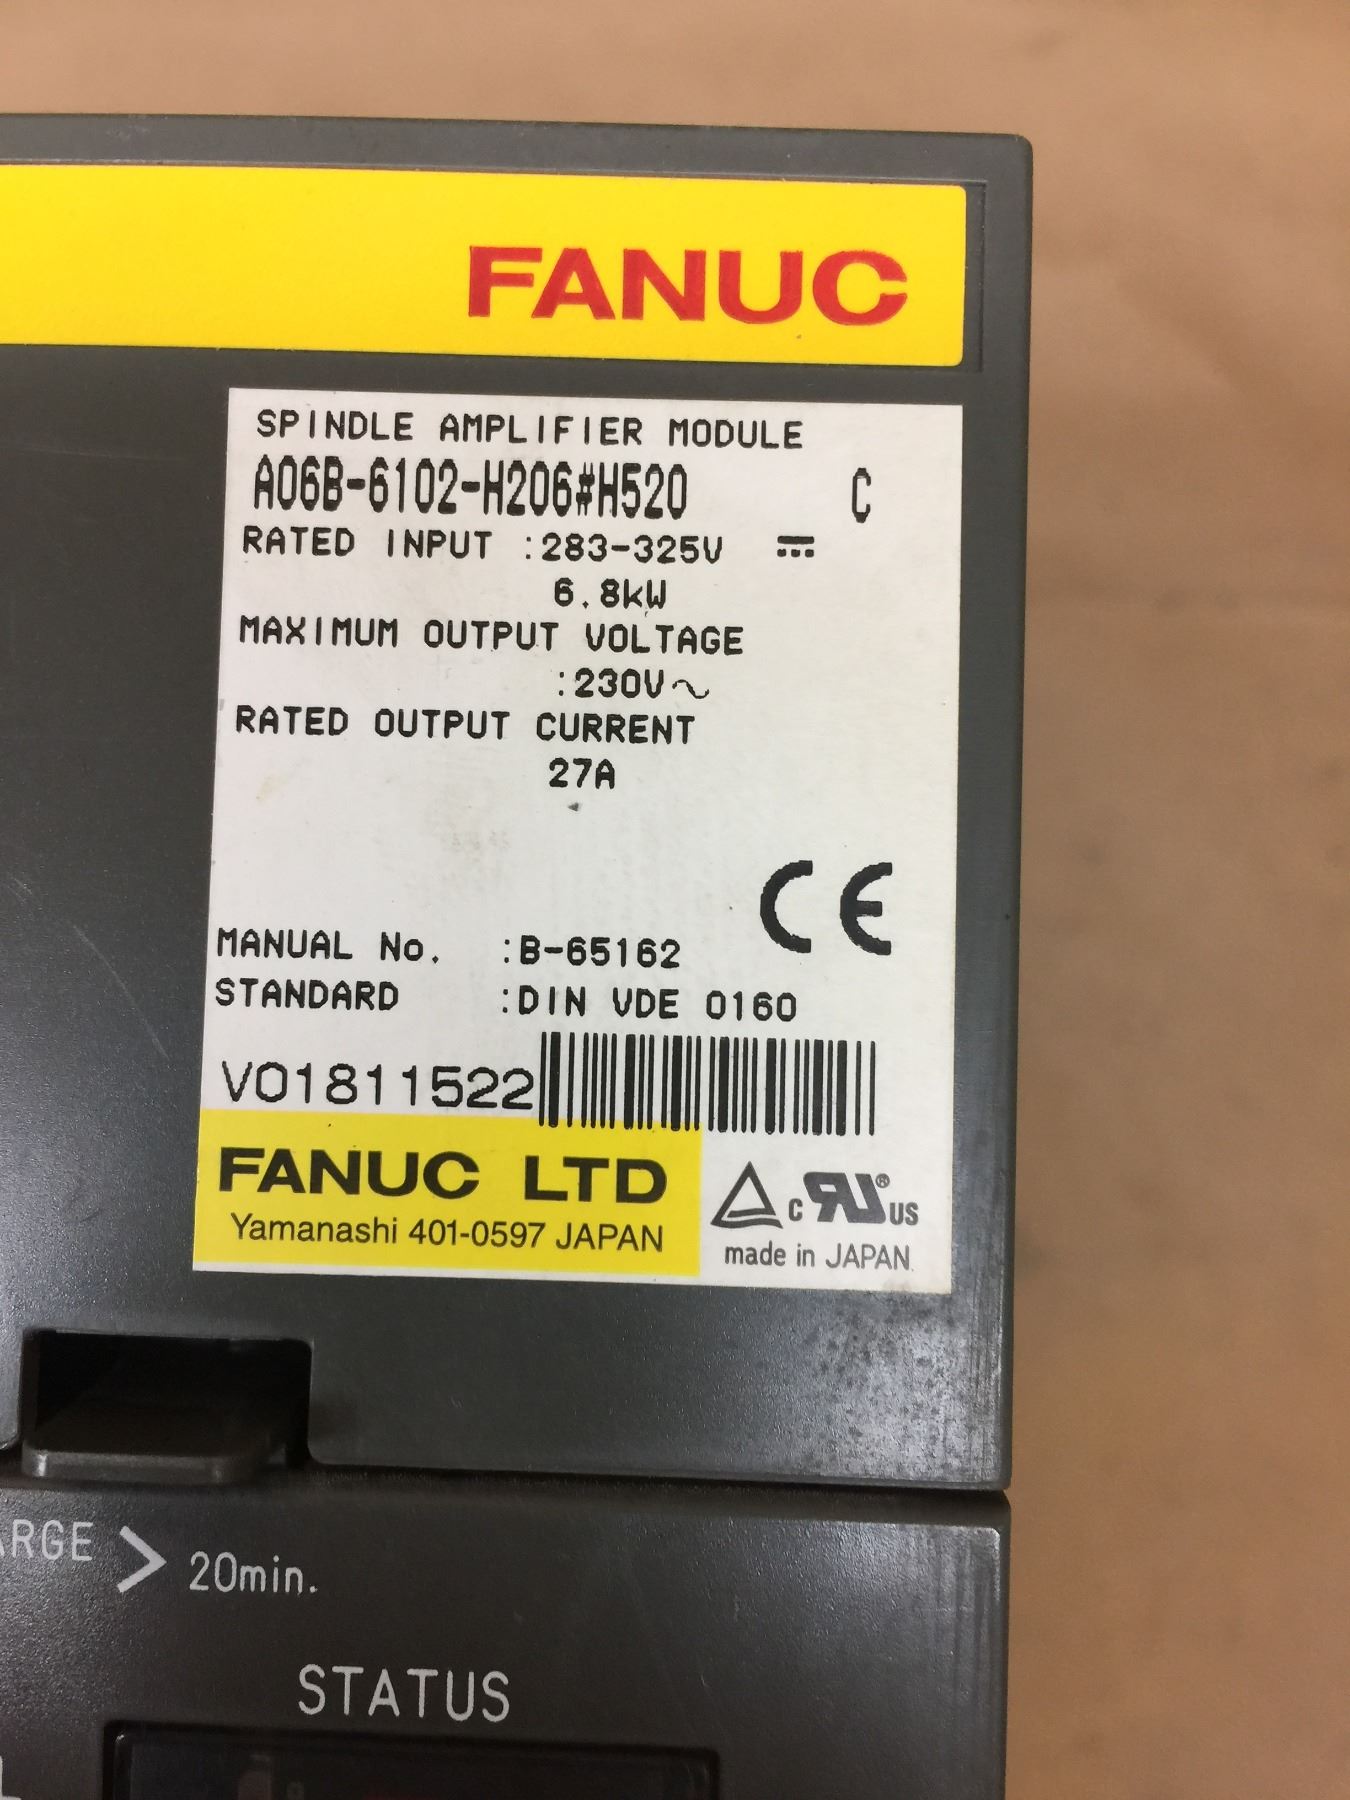 FANUC
SPINDLE AMPLIFIER MODULE
A06B-6102-H206#H520 C
RATED INPUT :283-325V ⎓
6.8kW
MAXIMUM OUTPUT VOLTAGE
:230V~
RATED OUTPUT CURRENT
27A
CE
MANUAL No. :B-65162
STANDARD :DIN VDE 0160
V01811522
FANUC LTD
Yamanashi 401-0597 JAPAN
c RU® US
made in JAPAN
ARGE > 20min.
STATUS